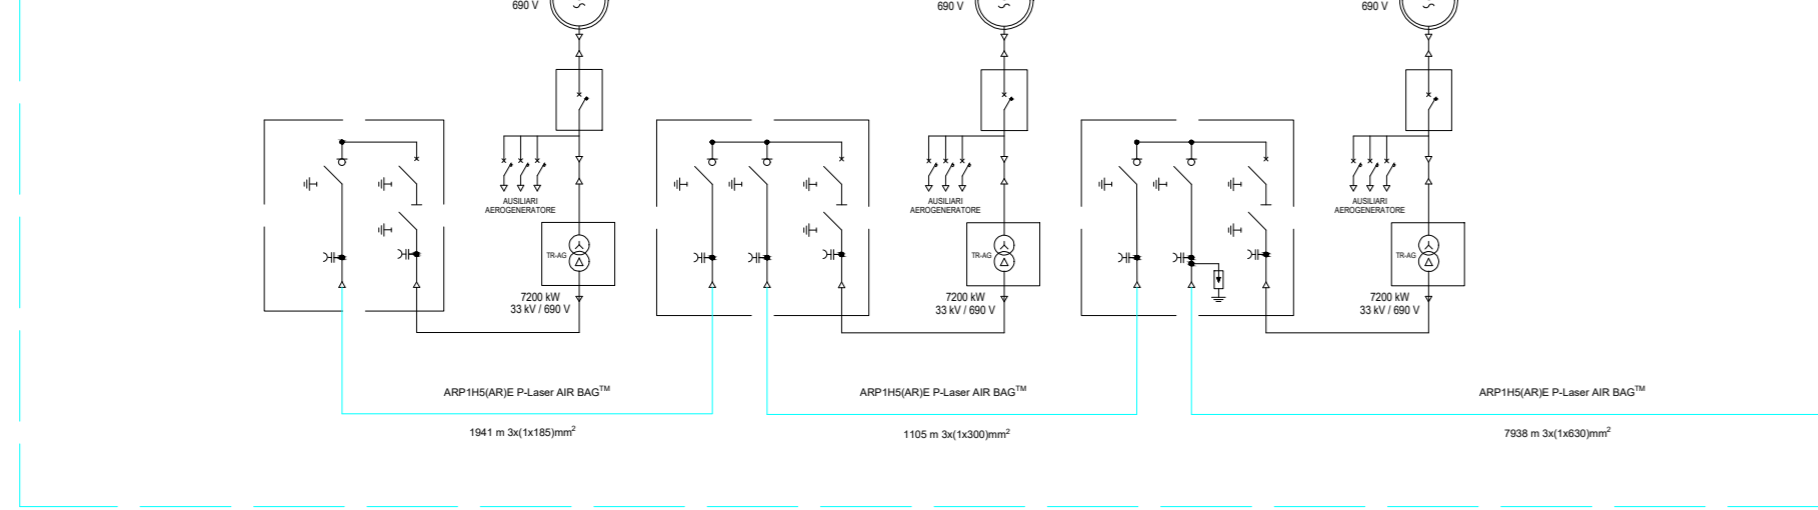 690 V
690 V
690 V
AUSILIARI
AEROGENERATORE
AUSILIARI
AEROGENERATORE
AUSILIARI
AEROGENERATORE
TR-AG
TR-AG
TR-AG
7200 kW
33 kV / 690 V
7200 kW
33 kV / 690 V
7200 kW
33 kV / 690 V
ARP1H5(AR)E P-Laser AIR BAG™
ARP1H5(AR)E P-Laser AIR BAG™
ARP1H5(AR)E P-Laser AIR BAG™
1941 m 3x(1x185)mm²
1105 m 3x(1x300)mm²
7938 m 3x(1x630)mm²